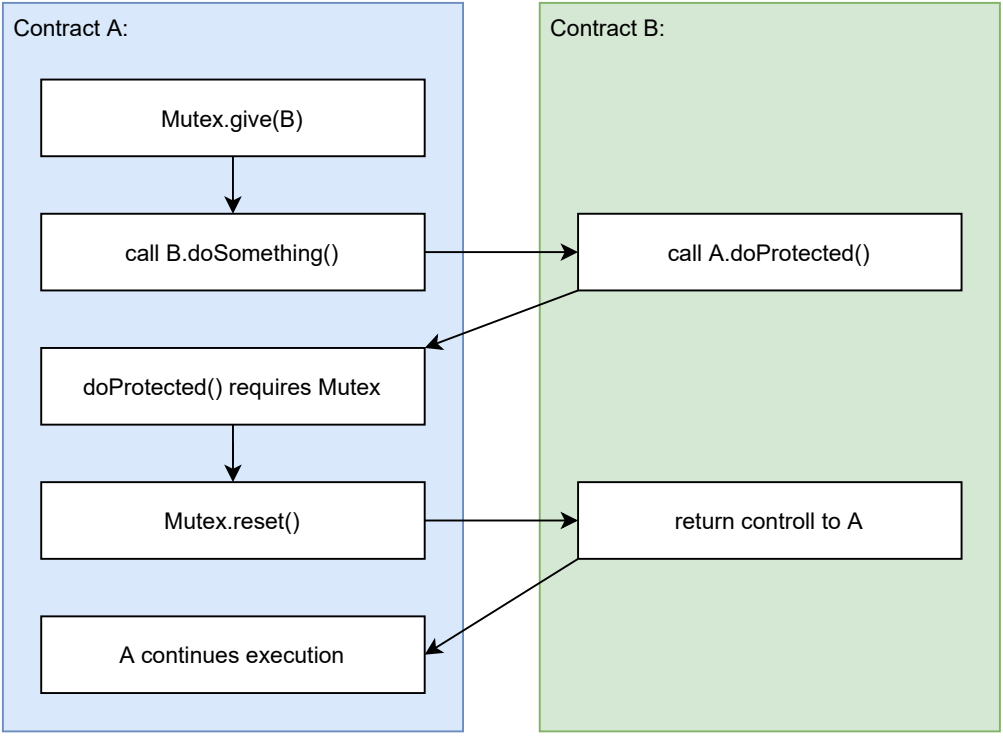 Contract A:
Contract B:
Mutex.give(B)
call B.doSomething()
call A.doProtected()
doProtected() requires Mutex
Mutex.reset()
return controll to A
A continues execution